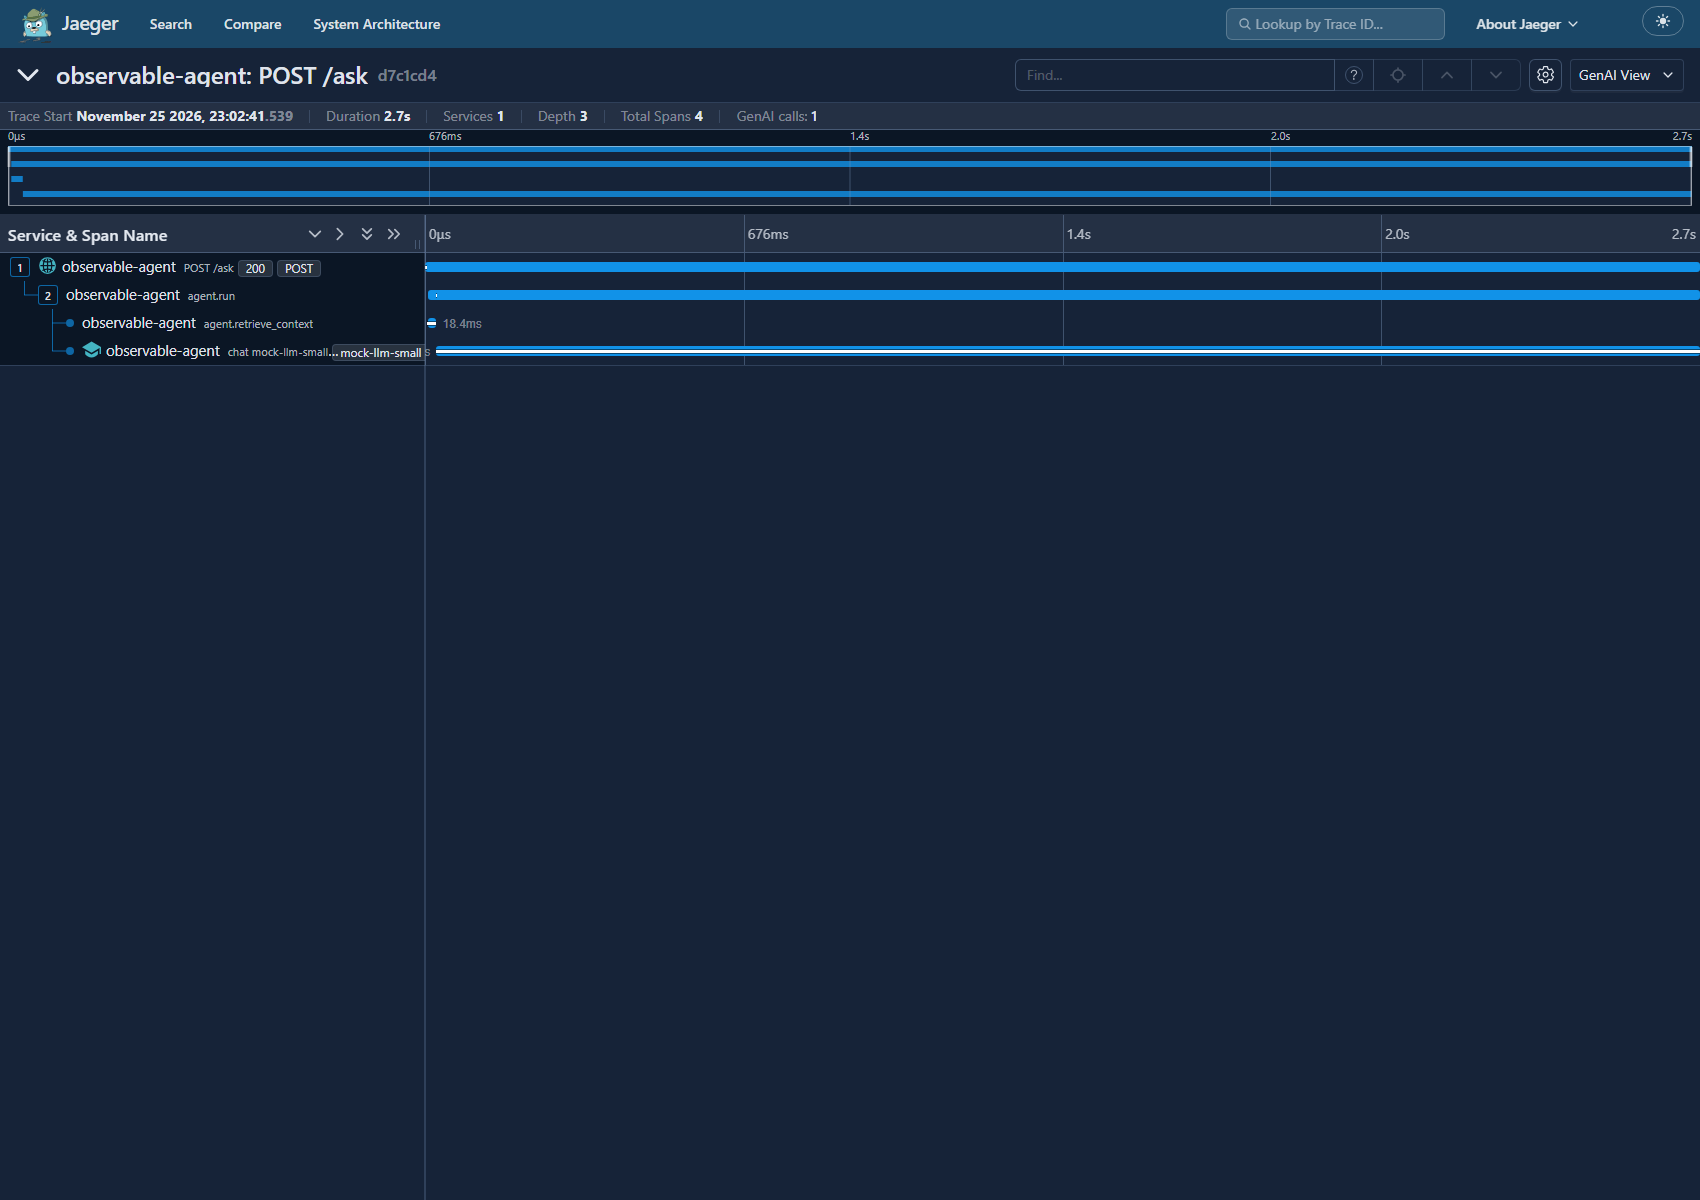 Jaeger Search Compare System Architecture Lookup by Trace ID... About Jaeger
observable-agent: POST /ask d7c1cd4 Find... ? GenAI View
Trace Start November 25 2026, 23:02:41.539 Duration 2.7s Services 1 Depth 3 Total Spans 4 GenAI calls: 1
0μs 676ms 1.4s 2.0s 2.7s
Service & Span Name 0μs 676ms 1.4s 2.0s 2.7s
1 observable-agent POST /ask 200 POST
2 observable-agent agent.run
observable-agent agent.retrieve_context 18.4ms
observable-agent chat mock-llm-small... mock-llm-small s